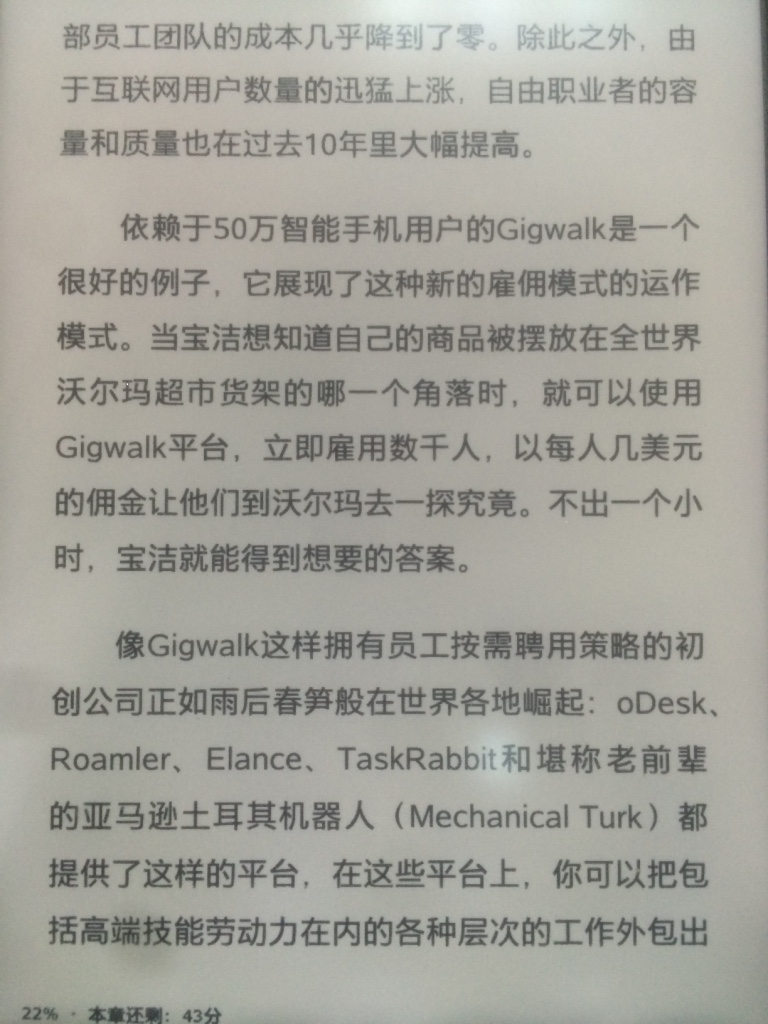 部员工团队的成本几乎降到了零。除此之外，由
于互联网用户数量的迅猛上涨，自由职业者的容
量和质量也在过去10年里大幅提高。
依赖于50万智能手机用户的Gigwalk是一个
很好的例子，它展现了这种新的雇佣模式的运作
模式。当宝洁想知道自己的商品被摆放在全世界
沃尔玛超市货架的哪一个角落时，就可以使用
Gigwalk平台，立即雇用数千人，以每人几美元
的佣金让他们到沃尔玛去一探究竟。不出一个小
时，宝洁就能得到想要的答案。
像Gigwalk这样拥有员工按需聘用策略的初
创公司正如雨后春笋般在世界各地崛起：oDesk、
Roamler、Elance、TaskRabbit和堪称老前辈
的亚马逊土耳其机器人（Mechanical Turk）都
提供了这样的平台，在这些平台上，你可以把包
括高端技能劳动力在内的各种层次的工作外包出
22% · 本章还剩：43分